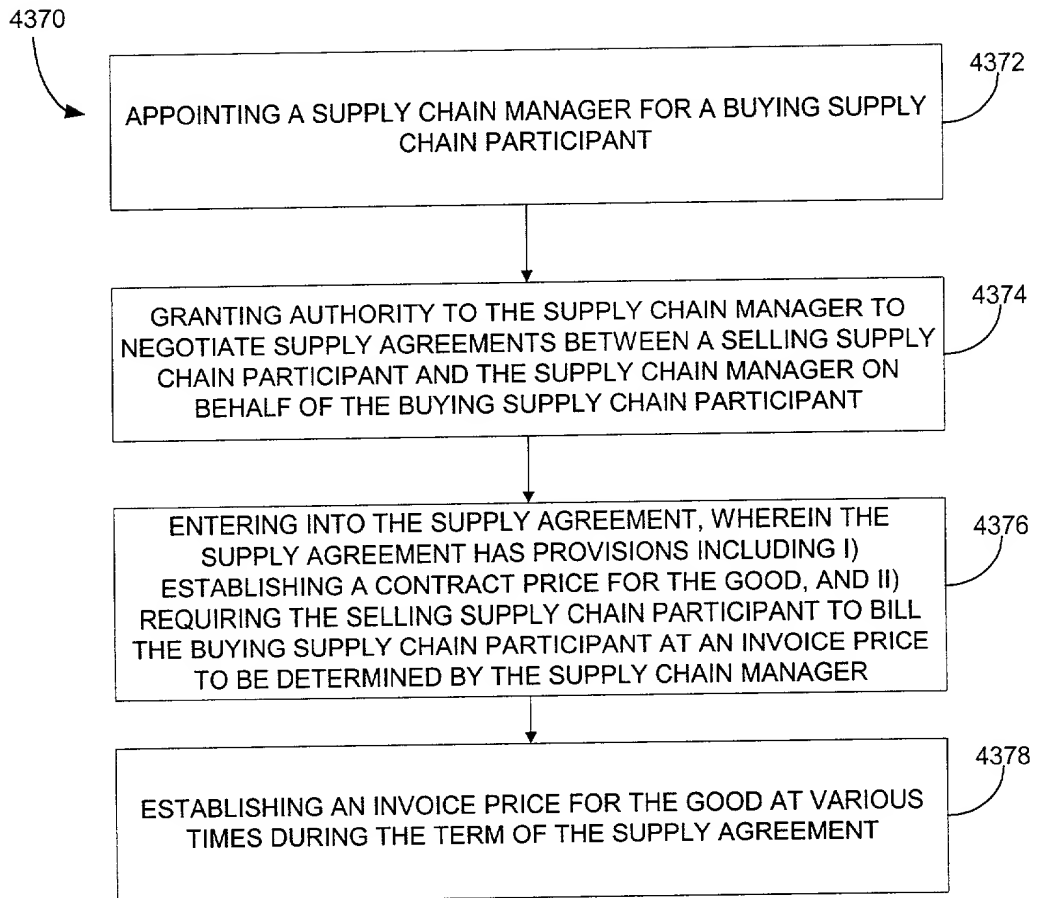 4370
4372
APPOINTING A SUPPLY CHAIN MANAGER FOR A BUYING SUPPLY
CHAIN PARTICIPANT
4374
GRANTING AUTHORITY TO THE SUPPLY CHAIN MANAGER TO
NEGOTIATE SUPPLY AGREEMENTS BETWEEN A SELLING SUPPLY
CHAIN PARTICIPANT AND THE SUPPLY CHAIN MANAGER ON
BEHALF OF THE BUYING SUPPLY CHAIN PARTICIPANT
4376
ENTERING INTO THE SUPPLY AGREEMENT, WHEREIN THE
SUPPLY AGREEMENT HAS PROVISIONS INCLUDING I)
ESTABLISHING A CONTRACT PRICE FOR THE GOOD, AND II)
REQUIRING THE SELLING SUPPLY CHAIN PARTICIPANT TO BILL
THE BUYING SUPPLY CHAIN PARTICIPANT AT AN INVOICE PRICE
TO BE DETERMINED BY THE SUPPLY CHAIN MANAGER
4378
ESTABLISHING AN INVOICE PRICE FOR THE GOOD AT VARIOUS
TIMES DURING THE TERM OF THE SUPPLY AGREEMENT